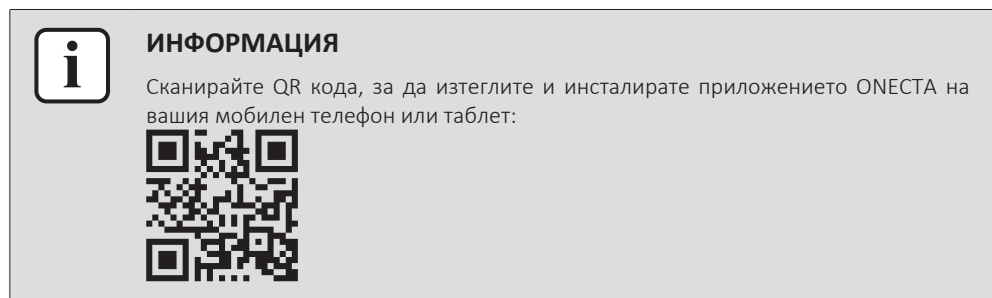 i
ИНФОРМАЦИЯ
Сканирайте QR кода, за да изтеглите и инсталирате приложението ONECTA на
вашия мобилен телефон или таблет: